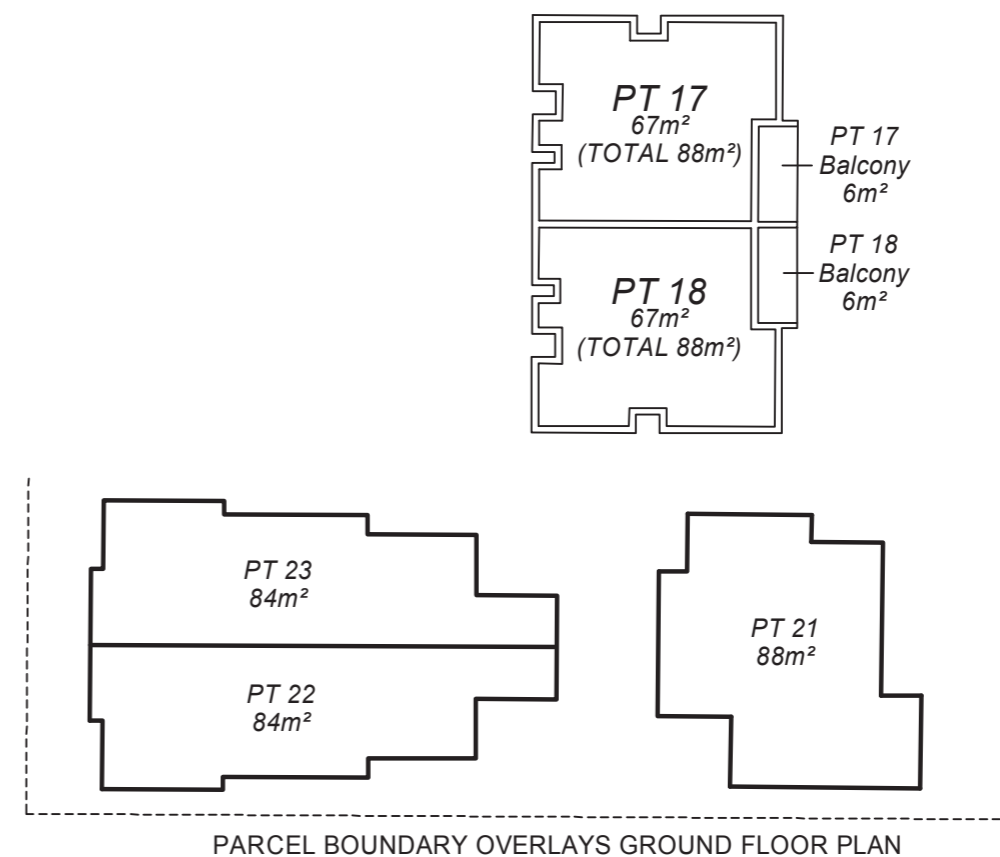 PT 17
67m²
(TOTAL 88m²)
PT 17
Balcony
6m²
PT 18
Balcony
6m²
PT 18
67m²
(TOTAL 88m²)
PT 23
84m²
PT 21
88m²
PT 22
84m²
PARCEL BOUNDARY OVERLAYS GROUND FLOOR PLAN